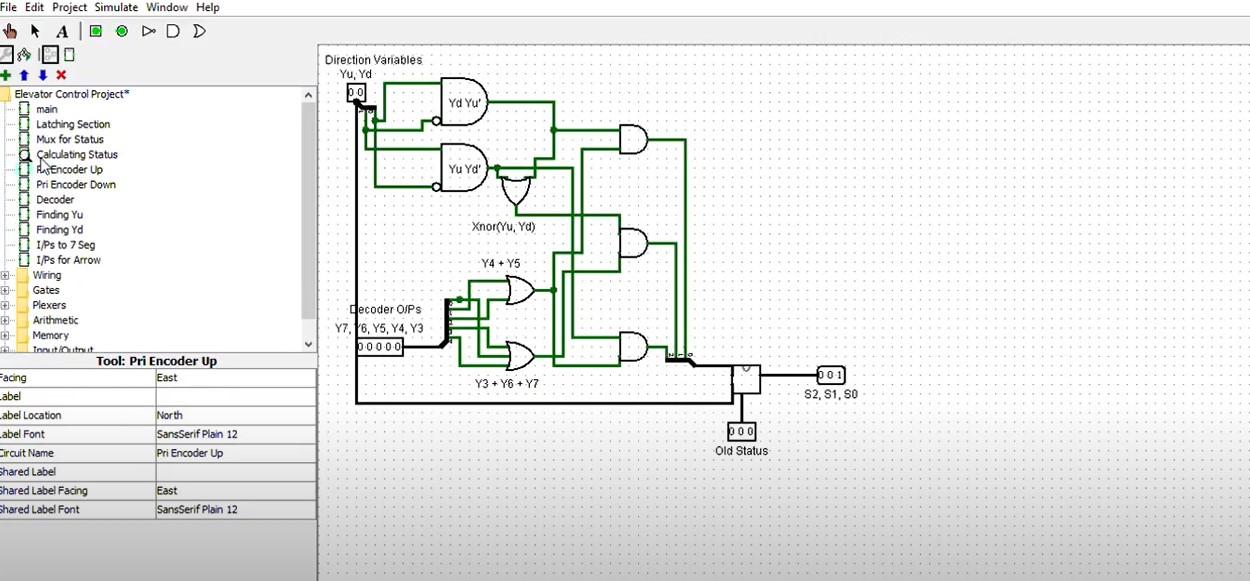 File Edit Project Simulate Window Help
A
Elevator Control Project*
main
Latching Section
Mux for Status
Calculating Status
Encoder Up
Pri Encoder Down
Decoder
Finding Yu
Finding Yd
I/Ps to 7 Seg
I/Ps for Arrow
Wiring
Gates
Plexers
Arithmetic
Memory
Input/Output
Tool: Pri Encoder Up
Facing East
Label
Label Location North
Label Font SansSerif Plain 12
Circuit Name Pri Encoder Up
Shared Label
Shared Label Facing East
Shared Label Font SansSerif Plain 12
Direction Variables
Yu, Yd
0 0
Yd Yu'
Yu Yd'
Xnor(Yu, Yd)
Y4 + Y5
Decoder O/Ps
Y7, Y6, Y5, Y4, Y3
0 0 0 0 0
Y3 + Y6 + Y7
0 0 1
S2, S1, S0
0 0 0
Old Status